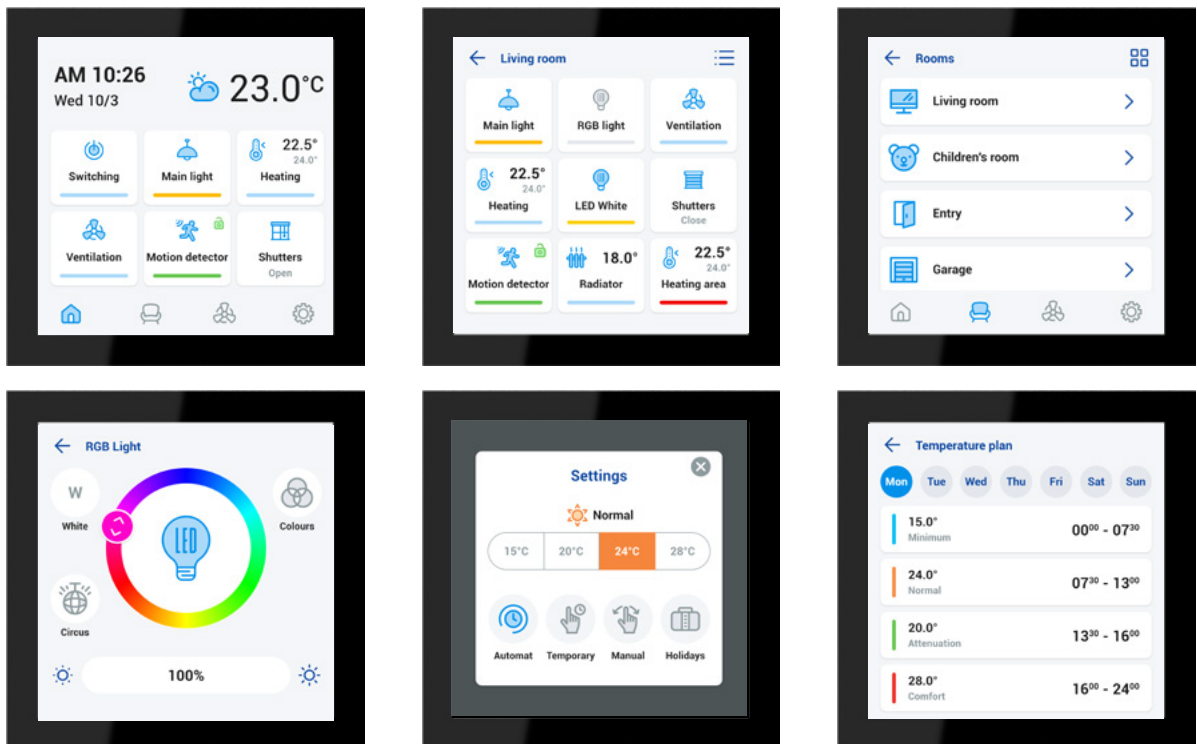 AM 10:26
Wed 10/3
23.0°C
Switching
Main light
22.5°
24.0°
Heating
Ventilation
Motion detector
Shutters
Open
Living room
Main light
RGB light
Ventilation
22.5°
24.0°
Heating
LED White
Shutters
Close
Motion detector
18.0°
Radiator
22.5°
24.0°
Heating area
Rooms
Living room
Children's room
Entry
Garage
RGB Light
W
White
Colours
LED
Circus
100%
Settings
Normal
15°C 20°C 24°C 28°C
Automat Temporary Manual Holidays
Temperature plan
Mon Tue Wed Thu Fri Sat Sun
15.0°
Minimum
00⁰⁰ - 07³⁰
24.0°
Normal
07³⁰ - 13⁰⁰
20.0°
Attenuation
13³⁰ - 16⁰⁰
28.0°
Comfort
16⁰⁰ - 24⁰⁰